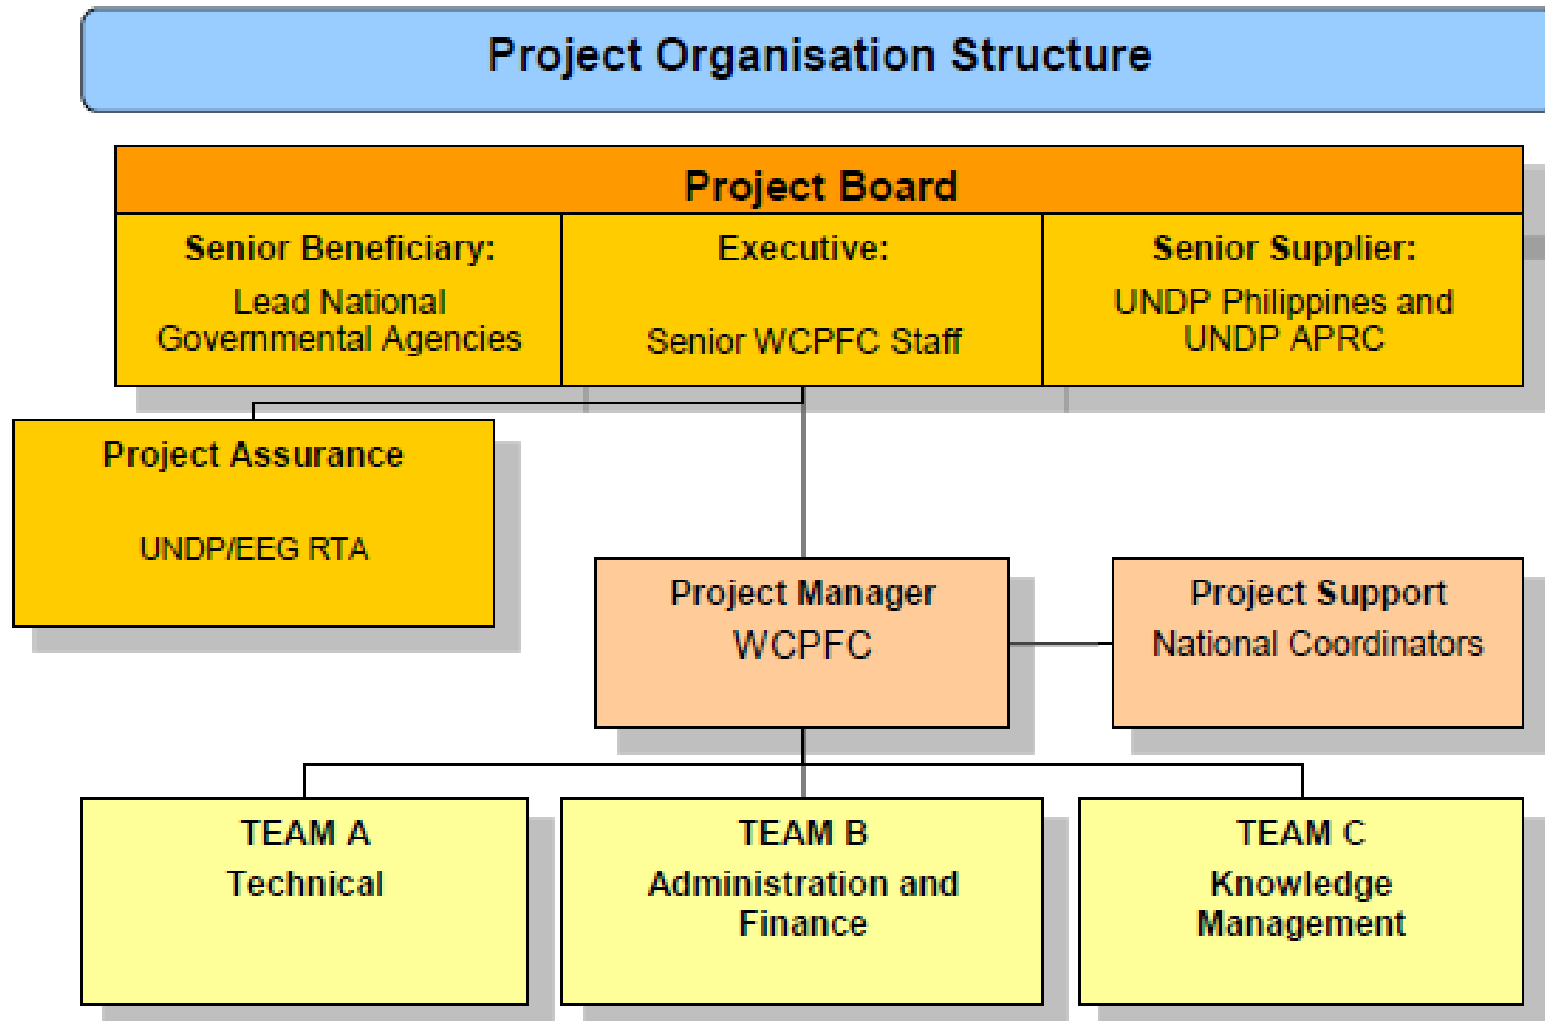 Project Organisation Structure
Project Board
Senior Beneficiary:
Lead National
Governmental Agencies
Executive:
Senior WCPFC Staff
Senior Supplier:
UNDP Philippines and
UNDP APRC
Project Assurance
UNDP/EEG RTA
Project Manager
WCPFC
Project Support
National Coordinators
TEAM A
Technical
TEAM B
Administration and
Finance
TEAM C
Knowledge
Management